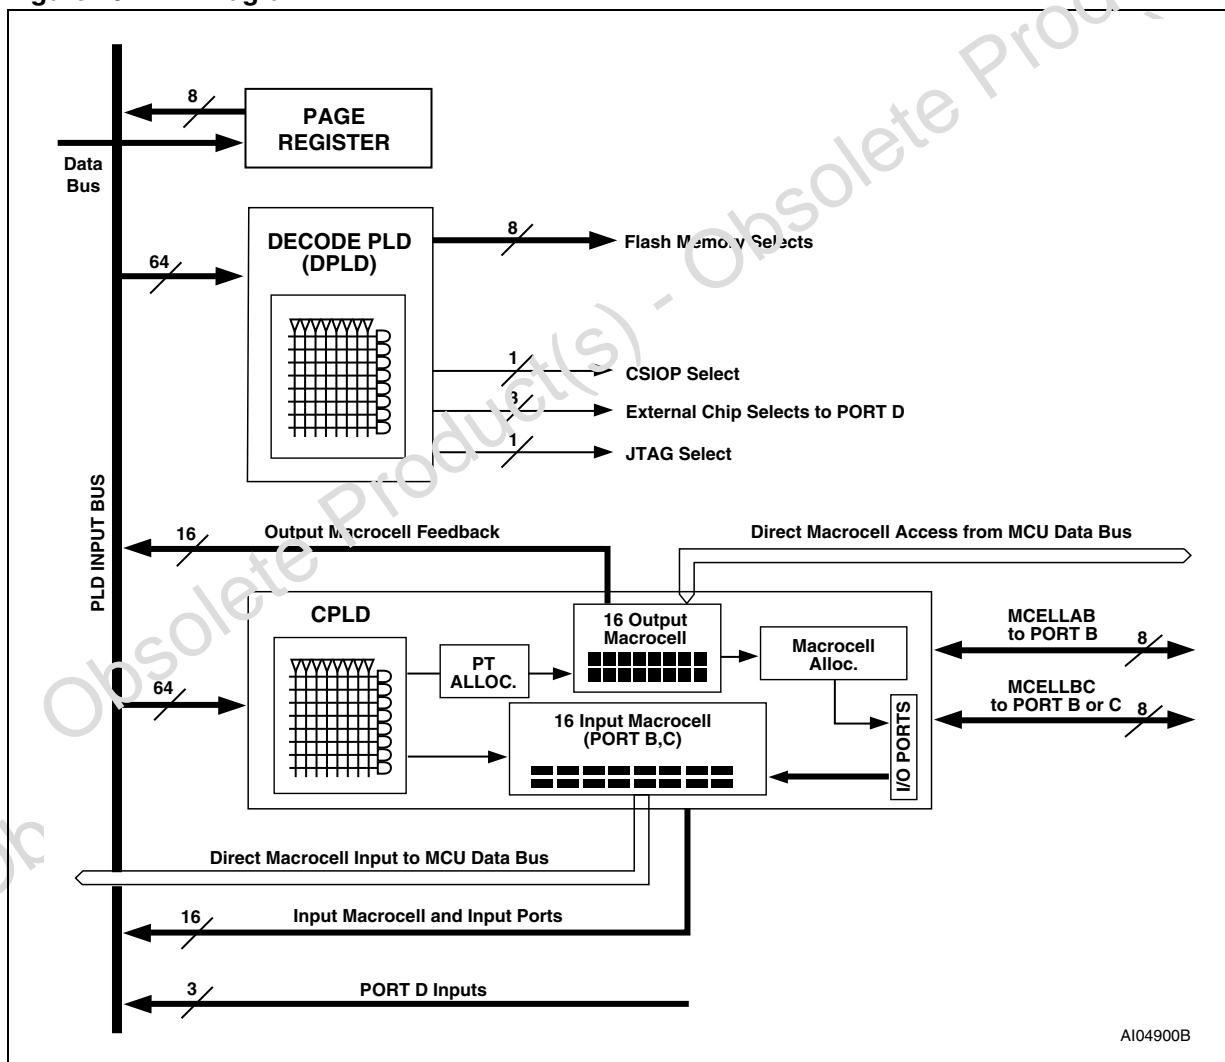 8
PAGE
REGISTER
Data
Bus
DECODE PLD
(DPLD)
64
8
Flash Memory Selects
1
CSIOP Select
3
External Chip Selects to PORT D
1
JTAG Select
PLD INPUT BUS
16
Output Macrocell Feedback
Direct Macrocell Access from MCU Data Bus
CPLD
64
PT
ALLOC.
16 Output
Macrocell
Macrocell
Alloc.
MCELLAB
to PORT B
8
MCELLBC
to PORT B or C
8
16 Input Macrocell
(PORT B,C)
I/O PORTS
Direct Macrocell Input to MCU Data Bus
16
Input Macrocell and Input Ports
3
PORT D Inputs
AI04900B
Obsolete Product(s) - Obsolete Prod